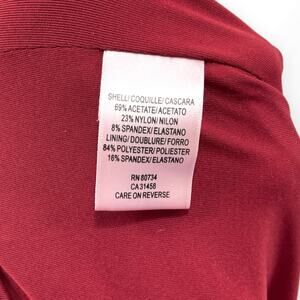 SHELL/COQUILLE/CASCARA
69% ACETATE/ACETATO
23% NYLON/NILON
8% SPANDEX/ELASTANO
LINING/DOUBLURE/FORRO
84% POLYESTER/POLIESTER
16% SPANDEX/ELASTANO
RN 80734
CA 31458
CARE ON REVERSE